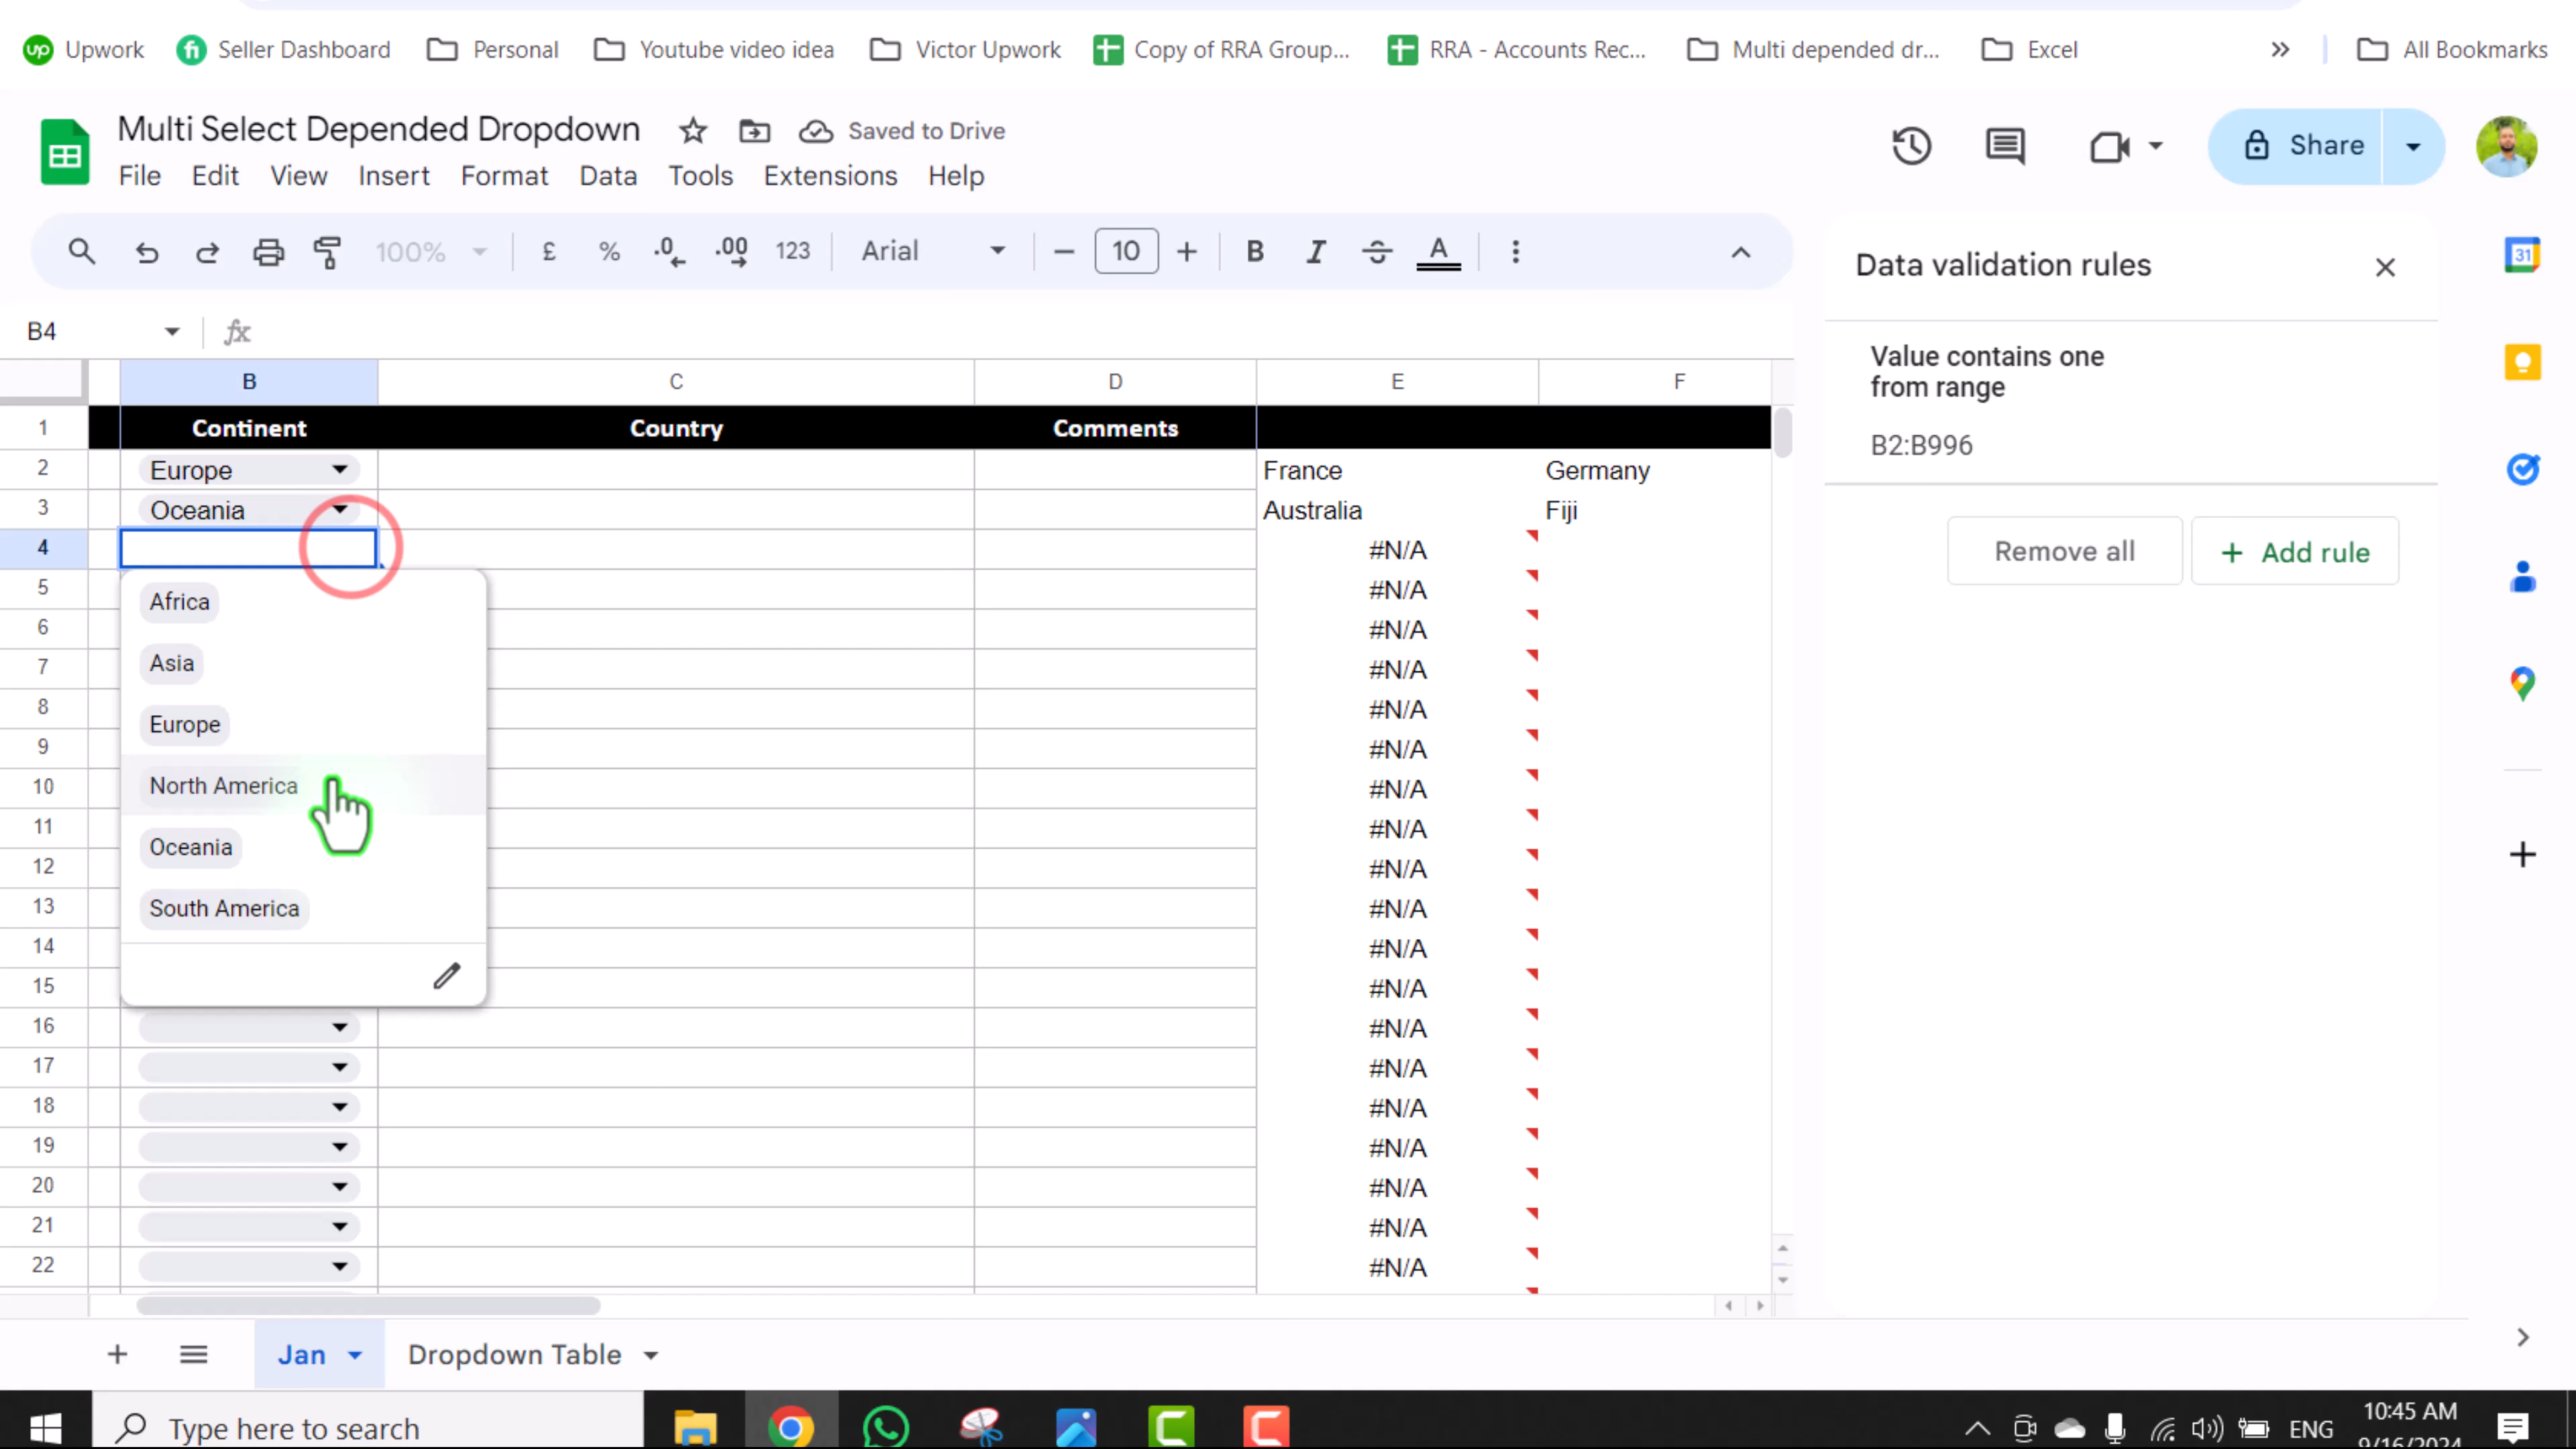 Upwork Seller Dashboard Personal Youtube video idea Victor Upwork Copy of RRA Group... RRA - Accounts Rec... Multi depended dr... Excel » All Bookmarks
Multi Select Depended Dropdown Saved to Drive
File Edit View Insert Format Data Tools Extensions Help
Share
100% £ % .0 .00 123 Arial 10 B I S A
Data validation rules
B4 fx
Value contains one
from range
B2:B996
Remove all + Add rule
B C D E F
1 Continent Country Comments
2 Europe France Germany
3 Oceania Australia Fiji
4 #N/A
5 Africa #N/A
6 #N/A
7 Asia #N/A
8 Europe #N/A
9 #N/A
10 North America #N/A
11 Oceania #N/A
12 #N/A
13 South America #N/A
14 #N/A
15 #N/A
16 #N/A
17 #N/A
18 #N/A
19 #N/A
20 #N/A
21 #N/A
22 #N/A
Jan Dropdown Table
Type here to search ENG 10:45 AM
9/16/2024